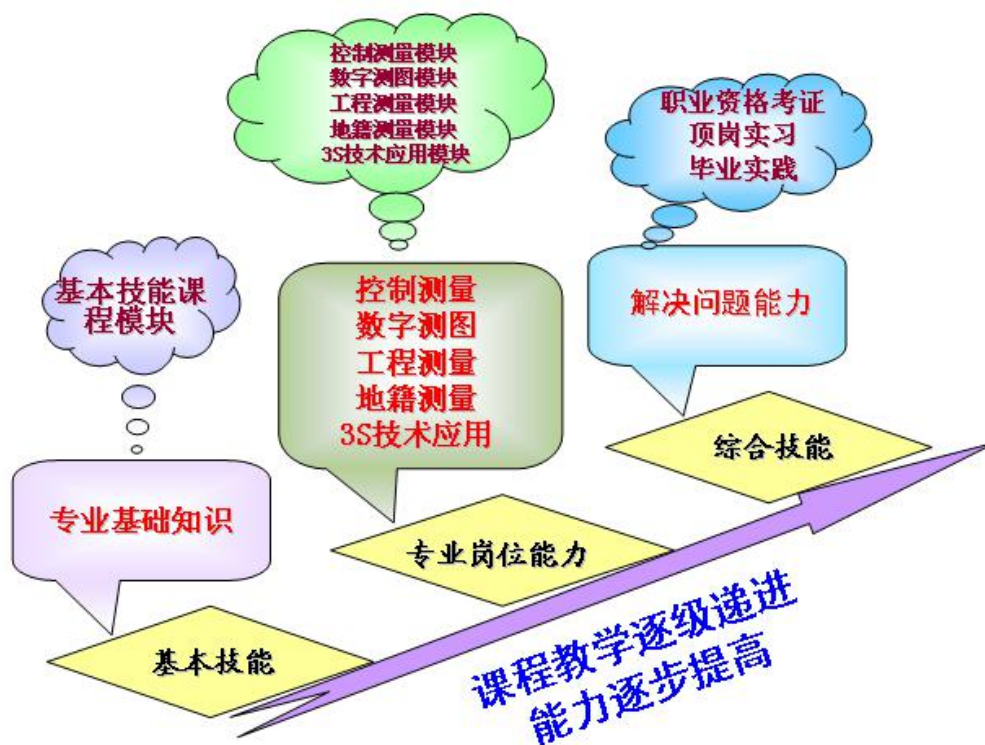 控制测量模块
数字测图模块
工程测量模块
地籍测量模块
3S技术应用模块
职业资格考证
顶岗实习
毕业实践
基本技能课
程模块
控制测量
数字测图
工程测量
地籍测量
3S技术应用
解决问题能力
专业基础知识
综合技能
专业岗位能力
基本技能
课程教学逐级递进
能力逐步提高